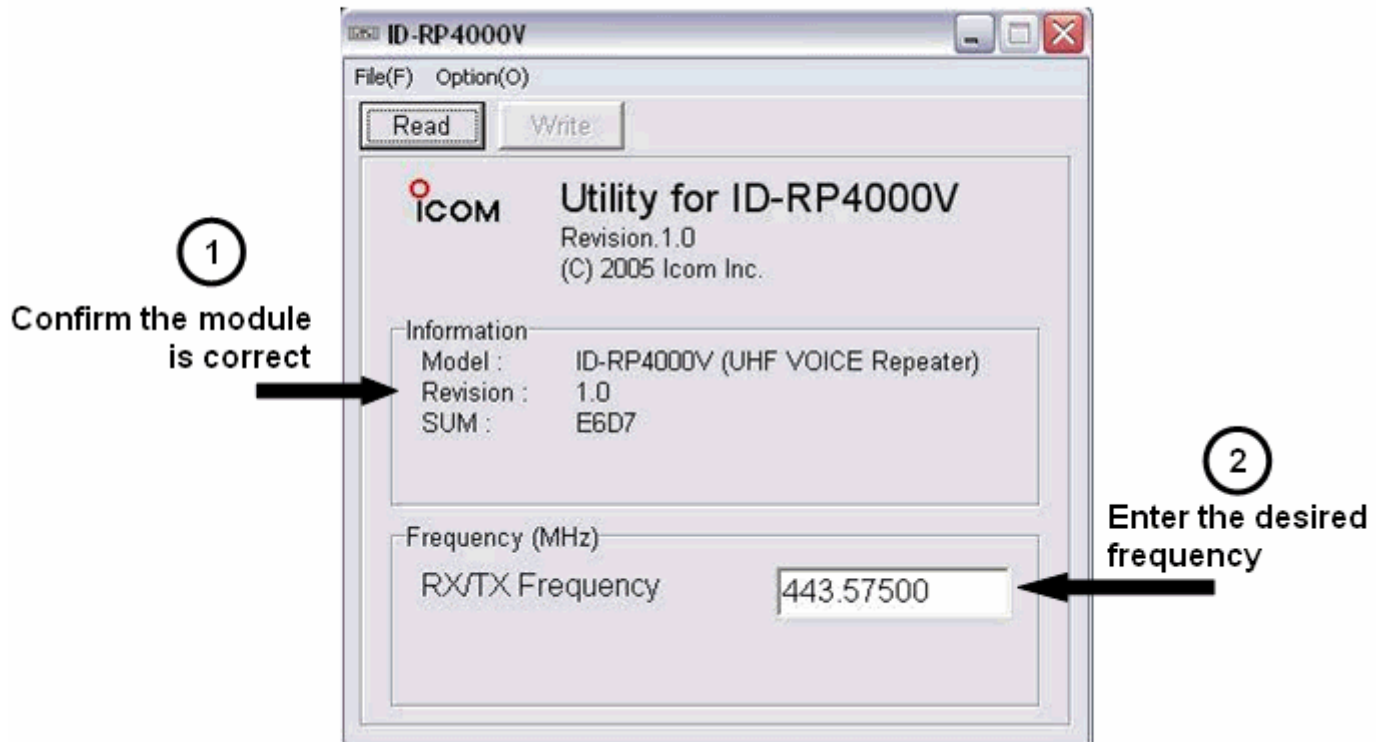 ID-RP4000V
File(F) Option(O)
Read Write
ICOM
Utility for ID-RP4000V
Revision.1.0
(C) 2005 Icom Inc.
1
Confirm the module
is correct
Information
Model : ID-RP4000V (UHF VOICE Repeater)
Revision : 1.0
SUM : E6D7
2
Enter the desired
frequency
Frequency (MHz)
RX/TX Frequency 443.57500